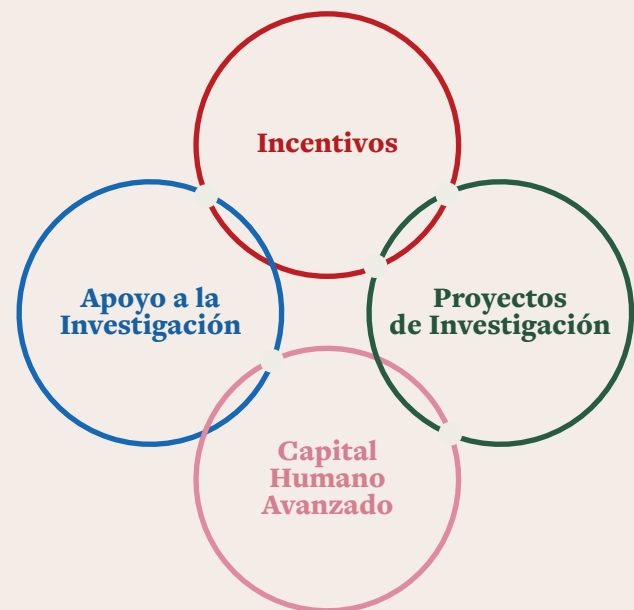 Incentivos
Apoyo a la
Investigación
Proyectos
de Investigación
Capital
Humano
Avanzado